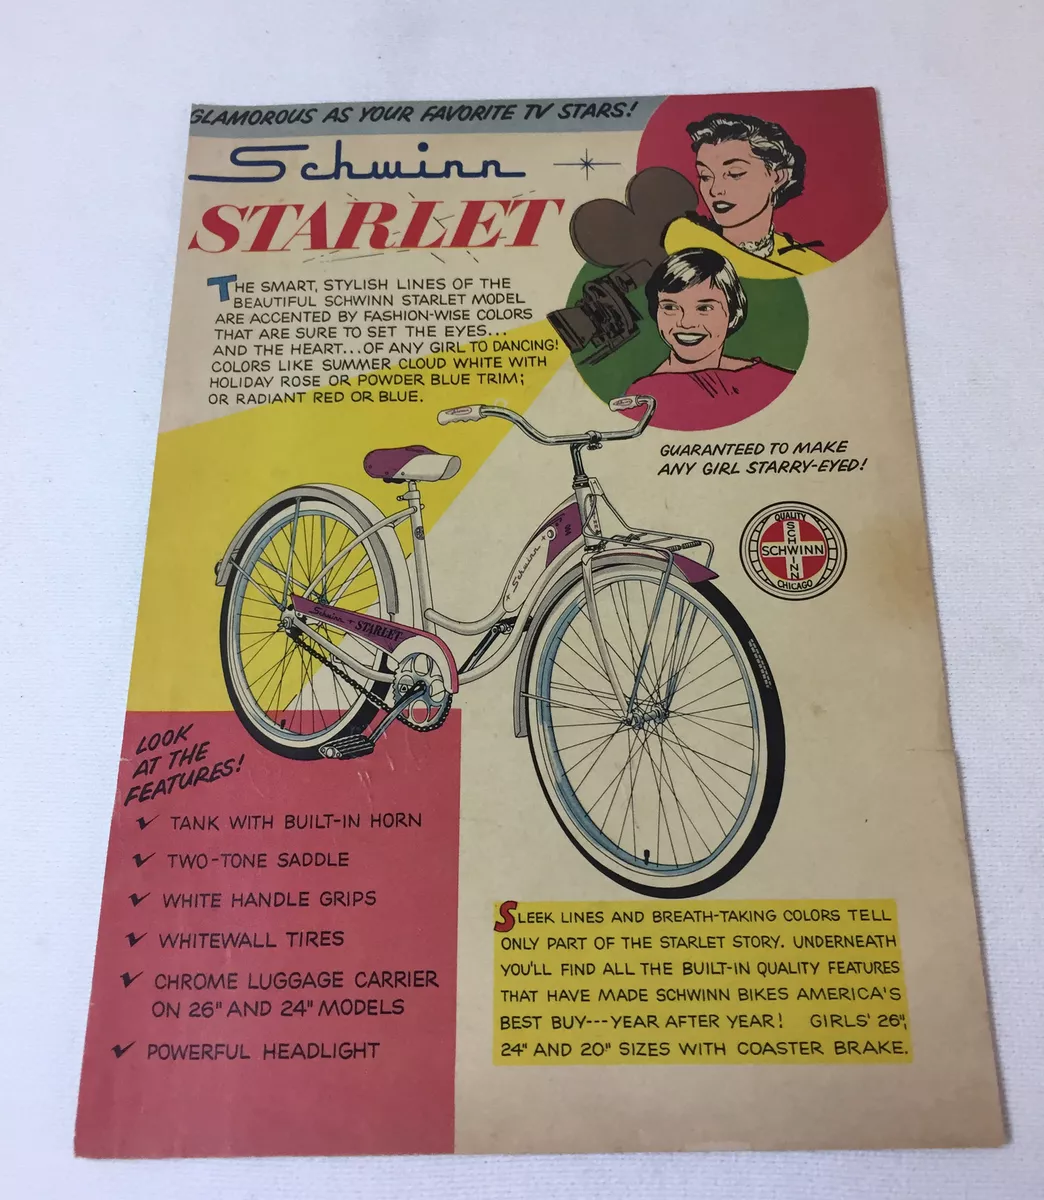 GLAMOROUS AS YOUR FAVORITE TV STARS!
Schwinn
STARLET
THE SMART, STYLISH LINES OF THE
BEAUTIFUL SCHWINN STARLET MODEL
ARE ACCENTED BY FASHION-WISE COLORS
THAT ARE SURE TO SET THE EYES...
AND THE HEART...OF ANY GIRL TO DANCING!
COLORS LIKE SUMMER CLOUD WHITE WITH
HOLIDAY ROSE OR POWDER BLUE TRIM;
OR RADIANT RED OR BLUE.
GUARANTEED TO MAKE
ANY GIRL STARRY-EYED!
QUALITY
SCHWINN
SCHWINN
CHICAGO
Schwinn
Schwinn STARLET
LOOK
AT THE
FEATURES!
✓ TANK WITH BUILT-IN HORN
✓ TWO-TONE SADDLE
✓ WHITE HANDLE GRIPS
✓ WHITEWALL TIRES
✓ CHROME LUGGAGE CARRIER
ON 26" AND 24" MODELS
✓ POWERFUL HEADLIGHT
SLEEK LINES AND BREATH-TAKING COLORS TELL
ONLY PART OF THE STARLET STORY. UNDERNEATH
YOU'LL FIND ALL THE BUILT-IN QUALITY FEATURES
THAT HAVE MADE SCHWINN BIKES AMERICA'S
BEST BUY---YEAR AFTER YEAR! GIRLS' 26",
24" AND 20" SIZES WITH COASTER BRAKE.